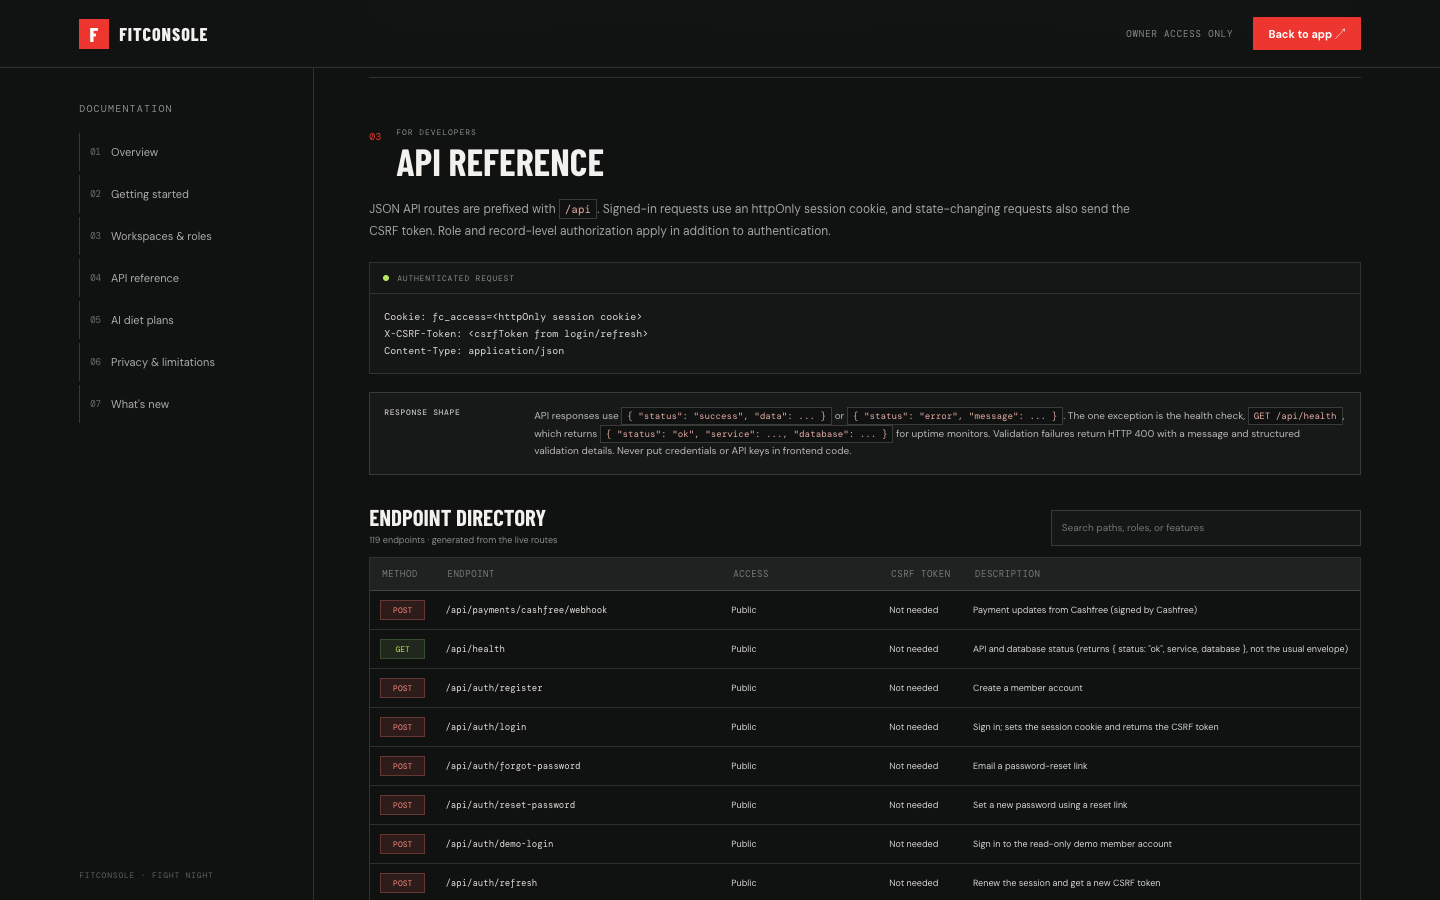 F FITCONSOLE
OWNER ACCESS ONLY
Back to app ↗
DOCUMENTATION
01 Overview
02 Getting started
03 Workspaces & roles
04 API reference
05 AI diet plans
06 Privacy & limitations
07 What's new
FITCONSOLE · FIGHT NIGHT
03 FOR DEVELOPERS
API REFERENCE
JSON API routes are prefixed with /api. Signed-in requests use an httpOnly session cookie, and state-changing requests also send the
CSRF token. Role and record-level authorization apply in addition to authentication.
AUTHENTICATED REQUEST
Cookie: fc_access=<httpOnly session cookie>
X-CSRF-Token: <csrfToken from login/refresh>
Content-Type: application/json
RESPONSE SHAPE
API responses use { "status": "success", "data": ... } or { "status": "error", "message": ... }. The one exception is the health check, GET /api/health,
which returns { "status": "ok", "service": ..., "database": ... } for uptime monitors. Validation failures return HTTP 400 with a message and structured
validation details. Never put credentials or API keys in frontend code.
ENDPOINT DIRECTORY
119 endpoints · generated from the live routes
Search paths, roles, or features
METHOD ENDPOINT ACCESS CSRF TOKEN DESCRIPTION
POST /api/payments/cashfree/webhook Public Not needed Payment updates from Cashfree (signed by Cashfree)
GET /api/health Public Not needed API and database status (returns { status: "ok", service, database }, not the usual envelope)
POST /api/auth/register Public Not needed Create a member account
POST /api/auth/login Public Not needed Sign in; sets the session cookie and returns the CSRF token
POST /api/auth/forgot-password Public Not needed Email a password-reset link
POST /api/auth/reset-password Public Not needed Set a new password using a reset link
POST /api/auth/demo-login Public Not needed Sign in to the read-only demo member account
POST /api/auth/refresh Public Not needed Renew the session and get a new CSRF token